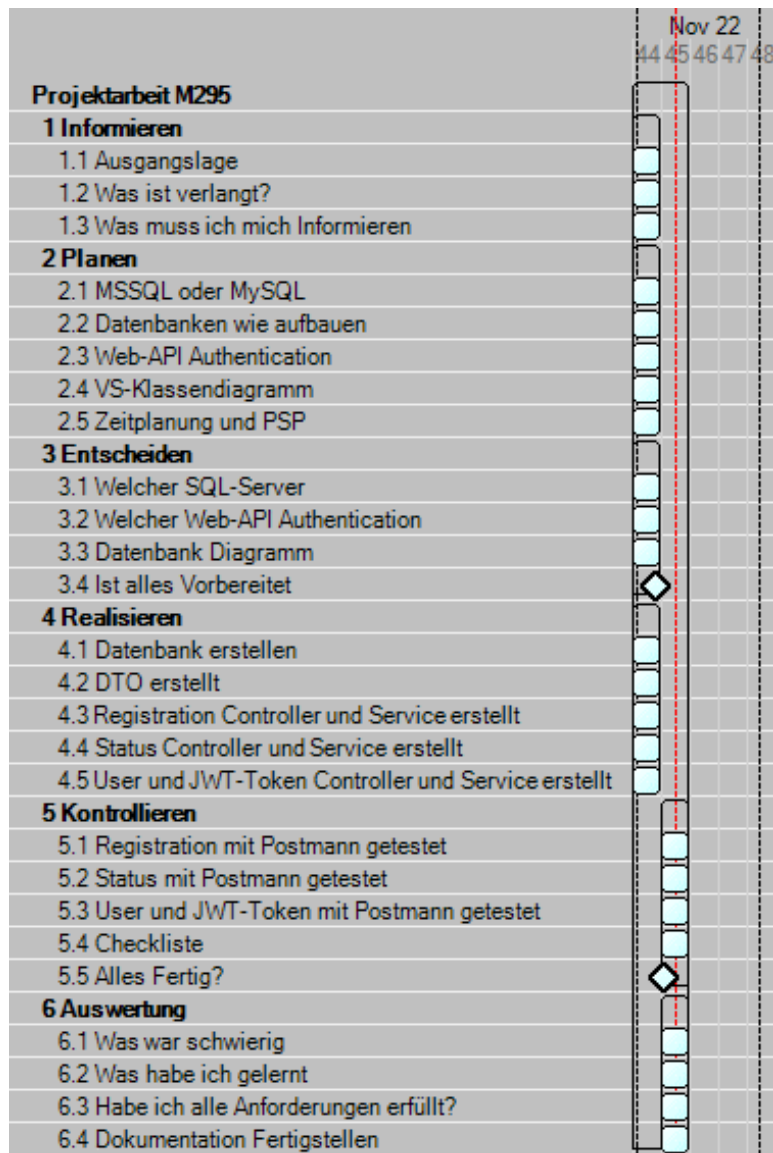 Nov 22
44 45 46 47 48
Projektarbeit M295
1 Informieren
1.1 Ausgangslage
1.2 Was ist verlangt?
1.3 Was muss ich mich Informieren
2 Planen
2.1 MSSQL oder MySQL
2.2 Datenbanken wie aufbauen
2.3 Web-API Authentication
2.4 VS-Klassendiagramm
2.5 Zeitplanung und PSP
3 Entscheiden
3.1 Welcher SQL-Server
3.2 Welcher Web-API Authentication
3.3 Datenbank Diagramm
3.4 Ist alles Vorbereitet
4 Realisieren
4.1 Datenbank erstellen
4.2 DTO erstellt
4.3 Registration Controller und Service erstellt
4.4 Status Controller und Service erstellt
4.5 User und JWT-Token Controller und Service erstellt
5 Kontrollieren
5.1 Registration mit Postmann getestet
5.2 Status mit Postmann getestet
5.3 User und JWT-Token mit Postmann getestet
5.4 Checkliste
5.5 Alles Fertig?
6 Auswertung
6.1 Was war schwierig
6.2 Was habe ich gelernt
6.3 Habe ich alle Anforderungen erfüllt?
6.4 Dokumentation Fertigstellen